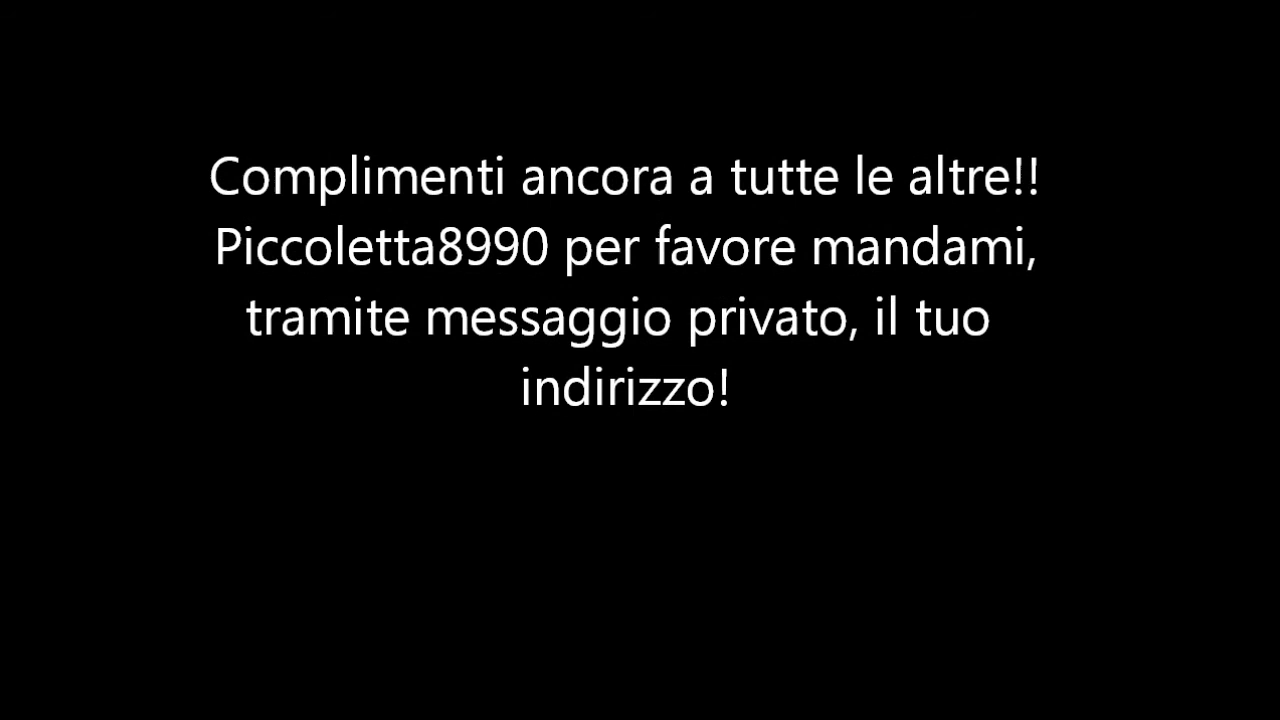 Complimenti ancora a tutte le altre!!
Piccoletta8990 per favore mandami,
tramite messaggio privato, il tuo
indirizzo!